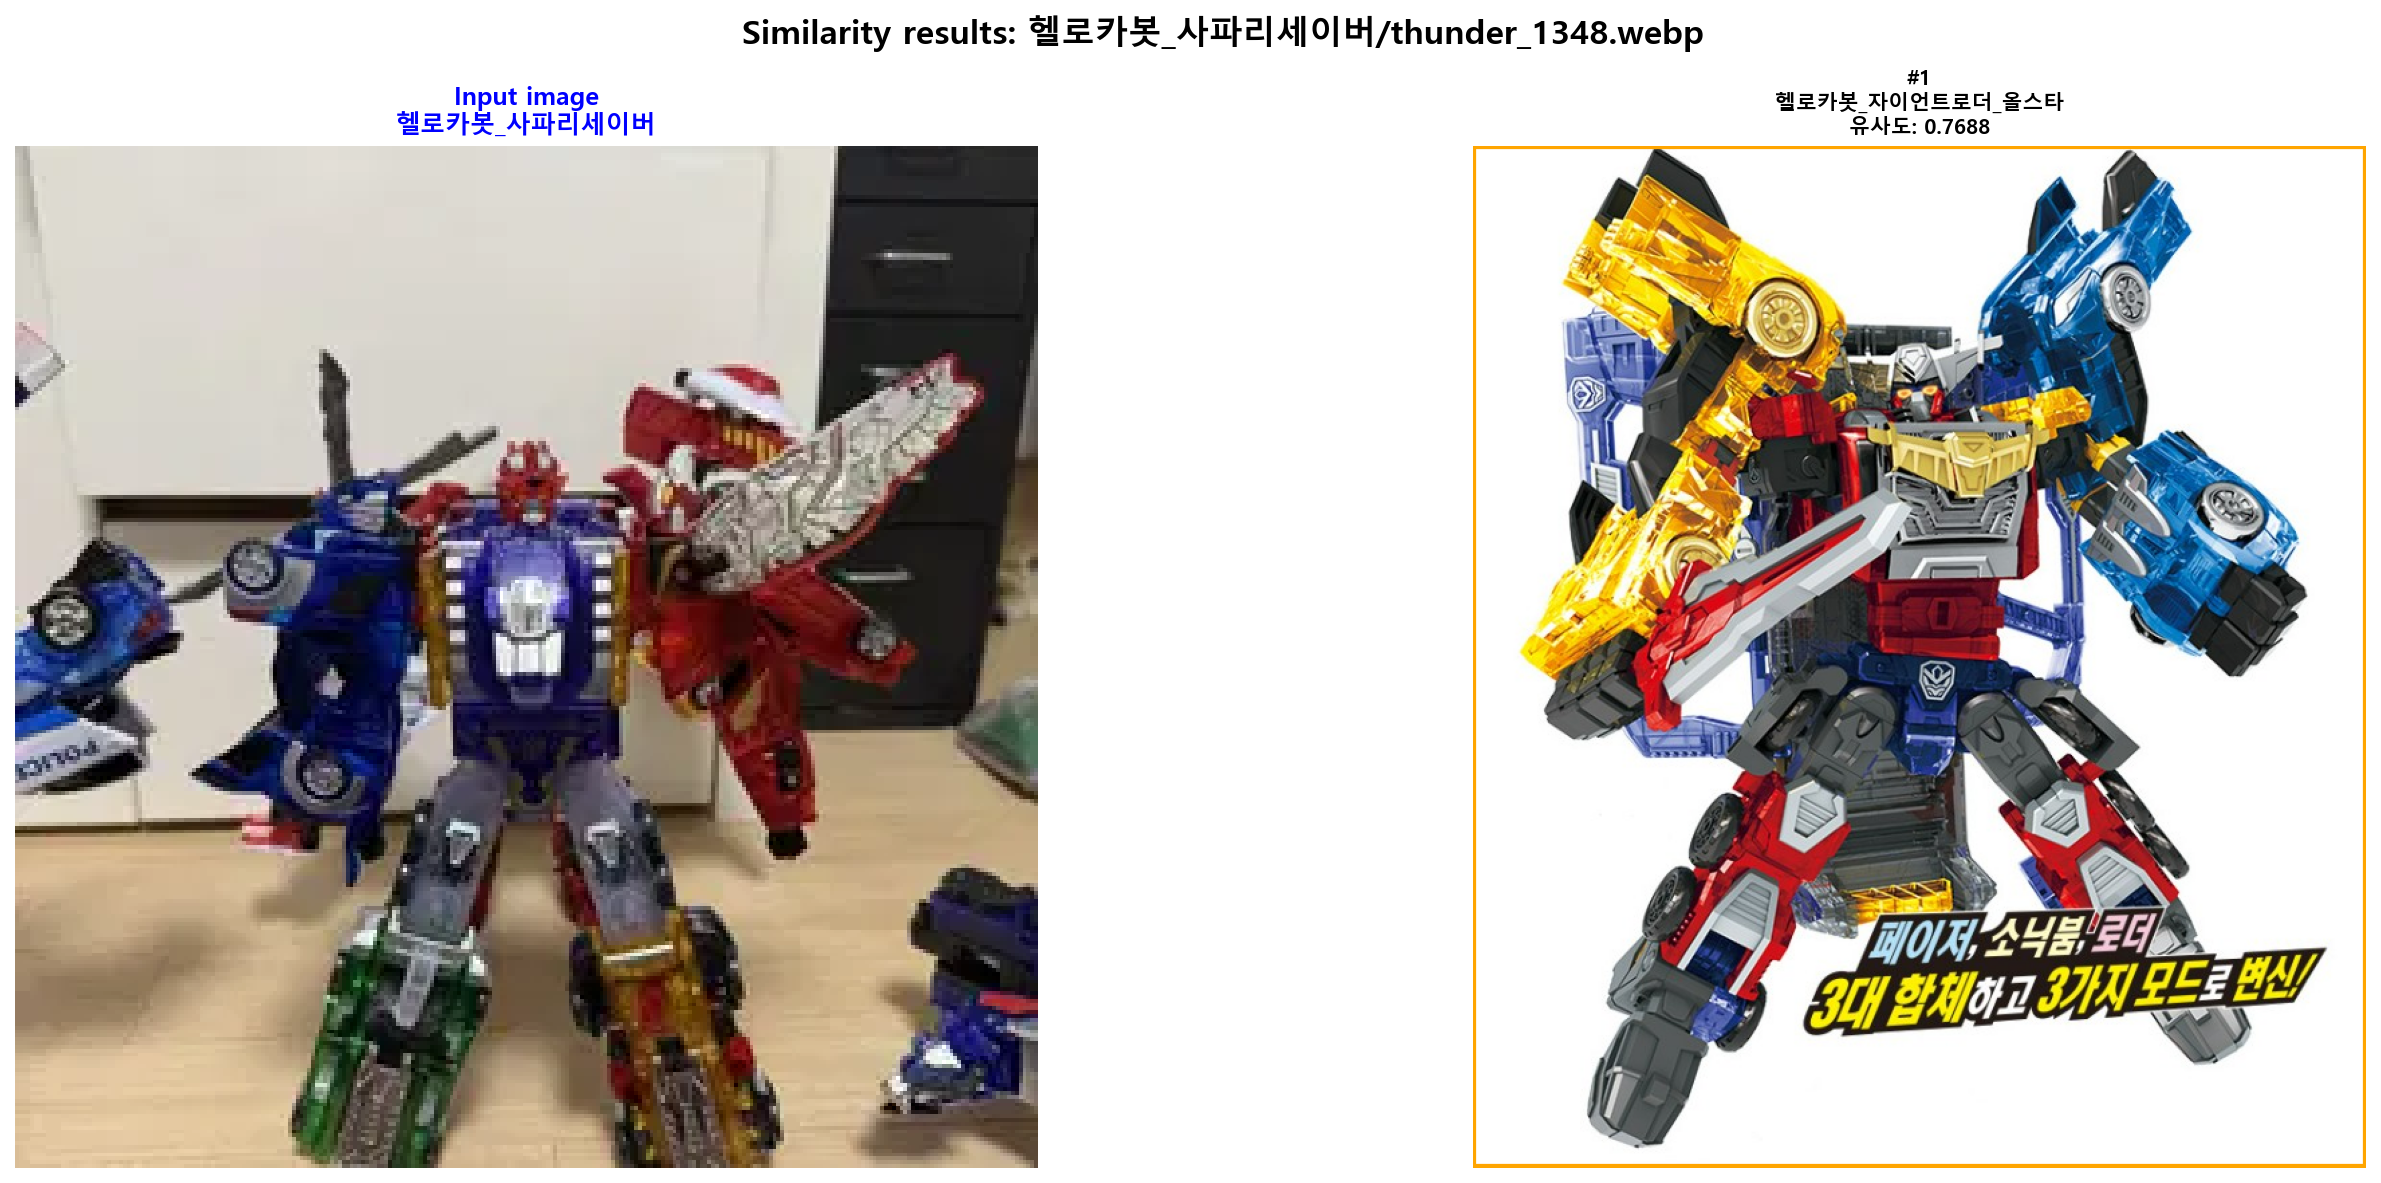 Similarity results: 헬로카봇_사파리세이버/thunder_1348.webp
Input image
헬로카봇_사파리세이버
#1
헬로카봇_자이언트로더_올스타
유사도: 0.7688
POLICE
페이저, 소닉붐, 로더
3대 합체하고 3가지 모드로 변신!